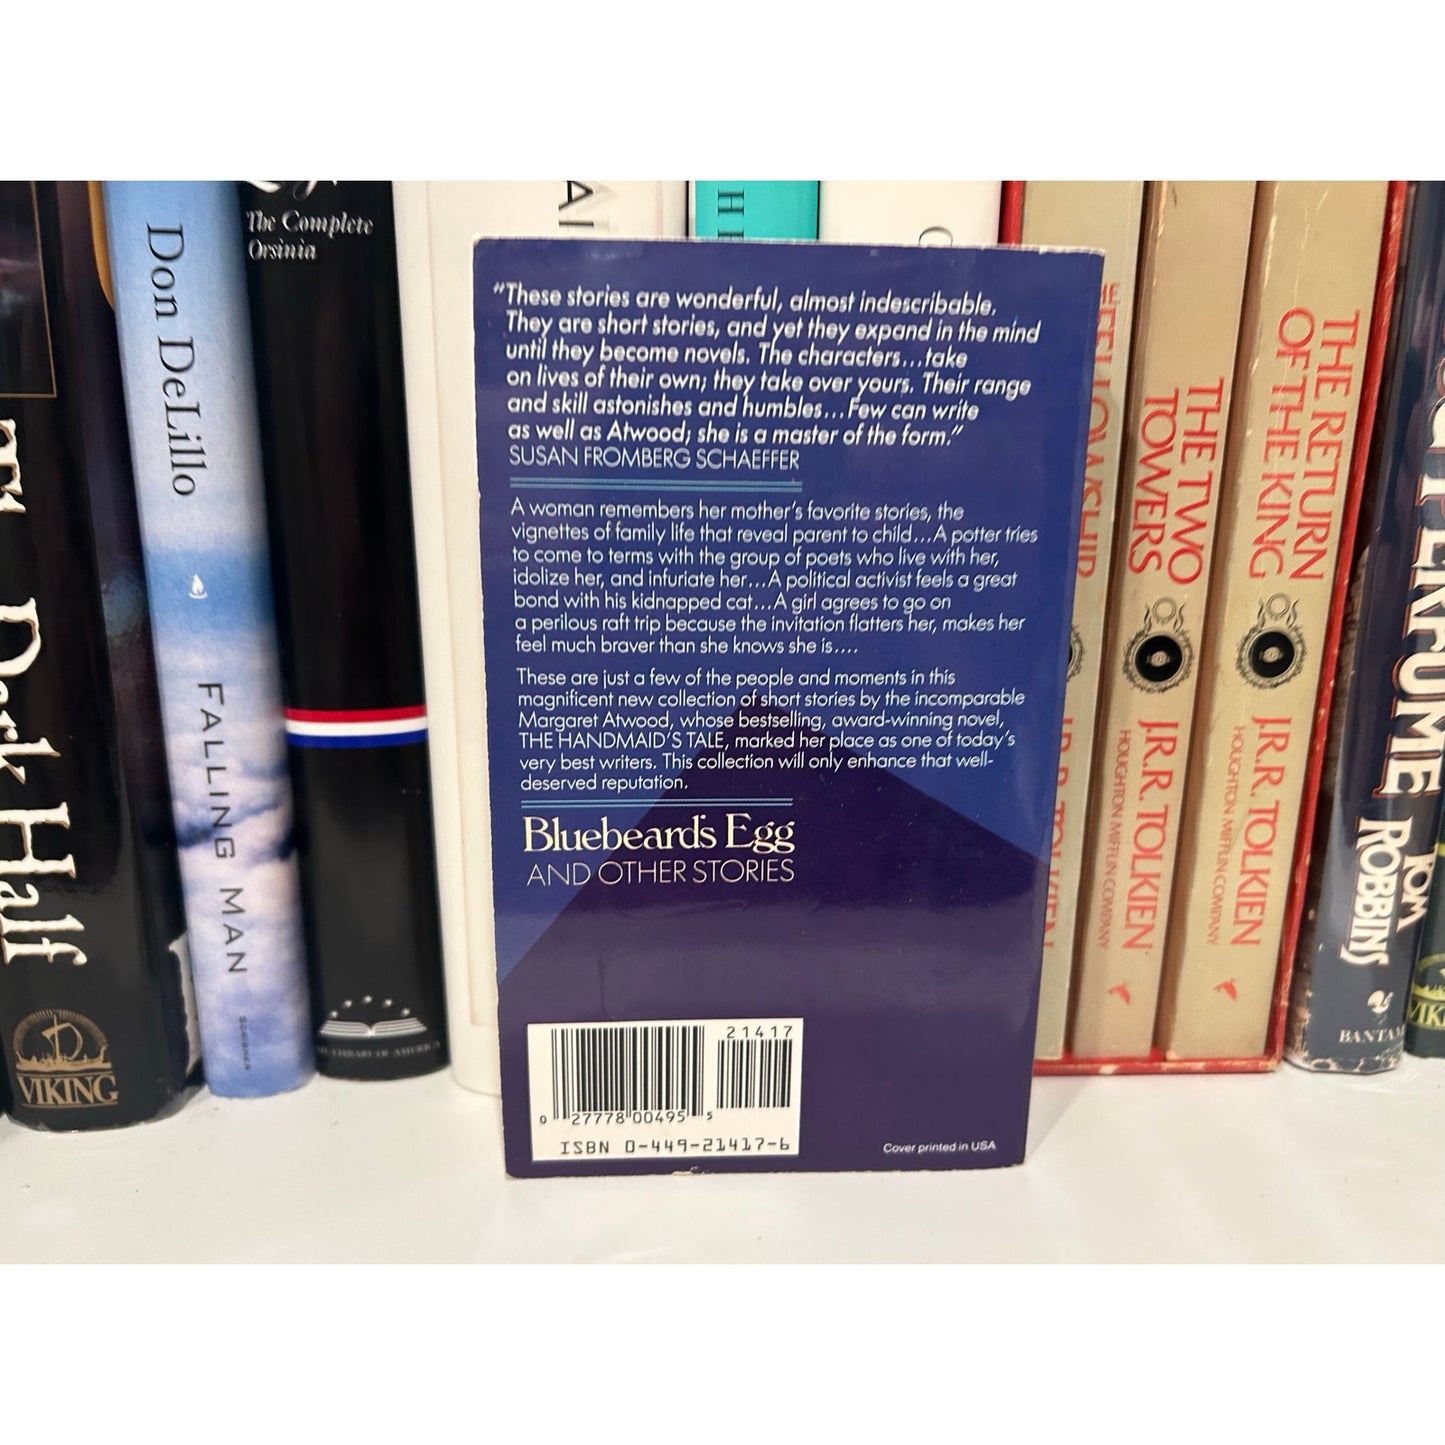 The Dark Half
VIKING
Don DeLillo
FALLING MAN
SCRIBNER
The Complete
Orsinia
THE LIBRARY OF AMERICA
"These stories are wonderful, almost indescribable.
They are short stories, and yet they expand in the mind
until they become novels. The characters...take
on lives of their own; they take over yours. Their range
and skill astonishes and humbles...Few can write
as well as Atwood; she is a master of the form."
SUSAN FROMBERG SCHAEFFER
A woman remembers her mother's favorite stories, the
vignettes of family life that reveal parent to child...A potter tries
to come to terms with the group of poets who live with her,
idolize her, and infuriate her...A political activist feels a great
bond with his kidnapped cat...A girl agrees to go on
a perilous raft trip because the invitation flatters her, makes her
feel much braver than she knows she is....
These are just a few of the people and moments in this
magnificent new collection of short stories by the incomparable
Margaret Atwood, whose bestselling, award-winning novel,
THE HANDMAID'S TALE, marked her place as one of today's
very best writers. This collection will only enhance that well-
deserved reputation.
Bluebeard's Egg
AND OTHER STORIES
21417
0 27778 00495 5
ISBN 0-449-21417-6
Cover printed in USA
FELLOWSHIP
J.R.R. TOLKIEN
THE TWO
TOWERS
J.R.R. TOLKIEN
HOUGHTON MIFFLIN COMPANY
THE RETURN
OF THE KING
J.R.R. TOLKIEN
HOUGHTON MIFFLIN COMPANY
PERFUME
TOM
ROBBINS
BANTAM